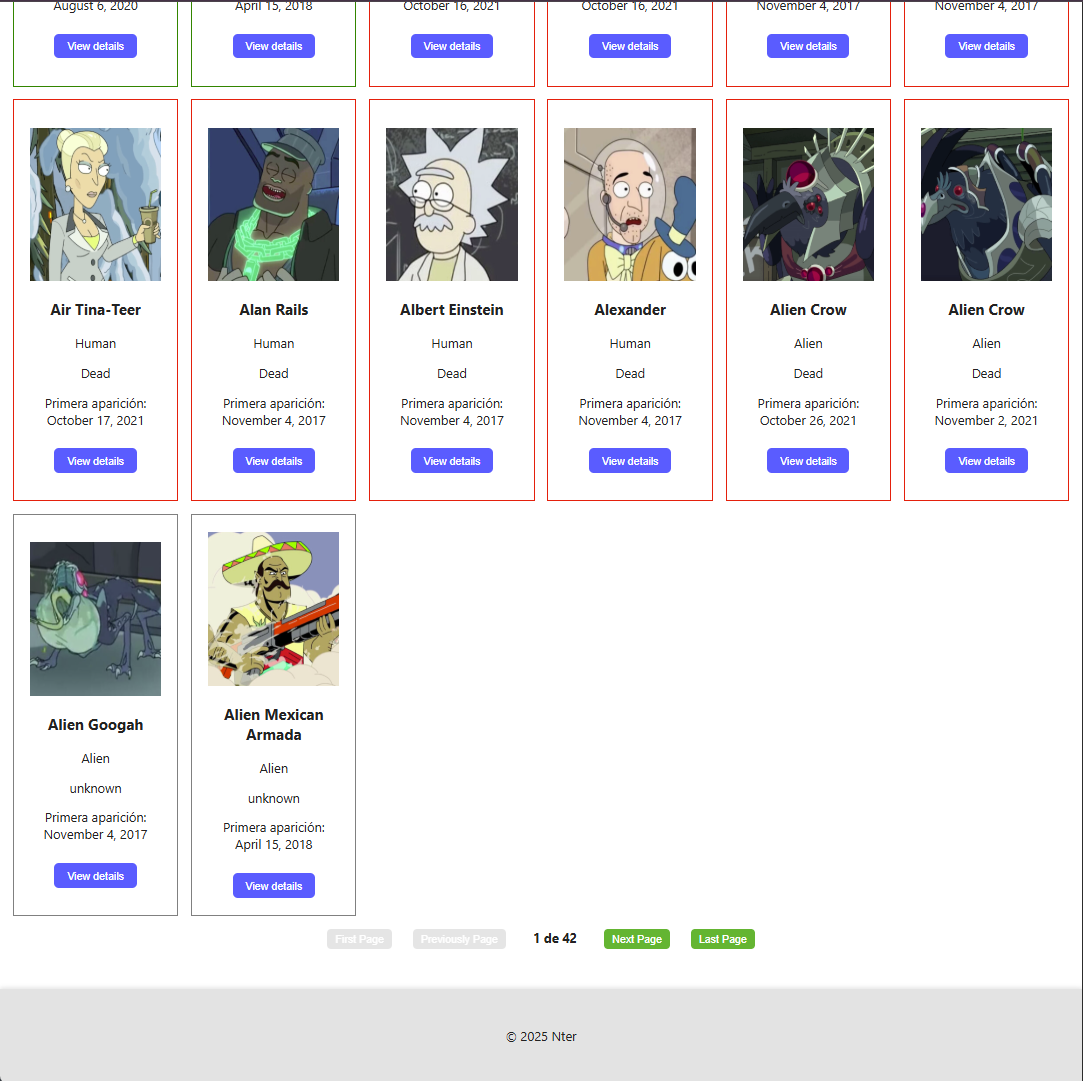 August 6, 2020
April 15, 2018
October 16, 2021
October 16, 2021
November 4, 2017
November 4, 2017
View details
View details
View details
View details
View details
View details
Air Tina-Teer
Alan Rails
Albert Einstein
Alexander
Alien Crow
Alien Crow
Human
Human
Human
Human
Alien
Alien
Dead
Dead
Dead
Dead
Dead
Dead
Primera aparición:
October 17, 2021
Primera aparición:
November 4, 2017
Primera aparición:
November 4, 2017
Primera aparición:
November 4, 2017
Primera aparición:
October 26, 2021
Primera aparición:
November 2, 2021
View details
View details
View details
View details
View details
View details
Alien Googah
Alien
unknown
Primera aparición:
November 4, 2017
View details
Alien Mexican
Armada
Alien
unknown
Primera aparición:
April 15, 2018
View details
First Page
Previously Page
1 de 42
Next Page
Last Page
© 2025 Nter